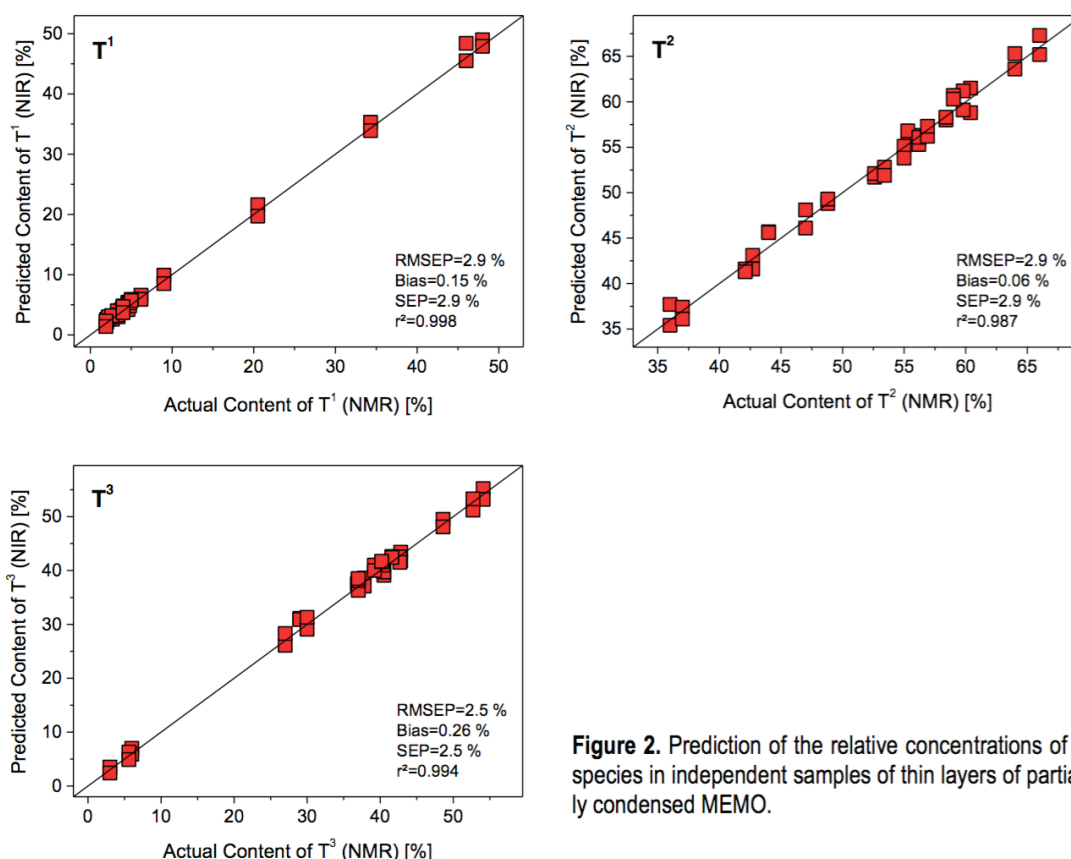 T¹
Predicted Content of T¹ (NIR) [%]
50
40
30
20
10
0
RMSEP=2.9 %
Bias=0.15 %
SEP=2.9 %
r²=0.998
0 10 20 30 40 50
Actual Content of T¹ (NMR) [%]
T²
Predicted Content of T² (NIR) [%]
65
60
55
50
45
40
35
RMSEP=2.9 %
Bias=0.06 %
SEP=2.9 %
r²=0.987
35 40 45 50 55 60 65
Actual Content of T² (NMR) [%]
T³
Predicted Content of T³ (NIR) [%]
50
40
30
20
10
0
RMSEP=2.5 %
Bias=0.26 %
SEP=2.5 %
r²=0.994
0 10 20 30 40 50
Actual Content of T³ (NMR) [%]
Figure 2. Prediction of the relative concentrations of
species in independent samples of thin layers of partia
ly condensed MEMO.